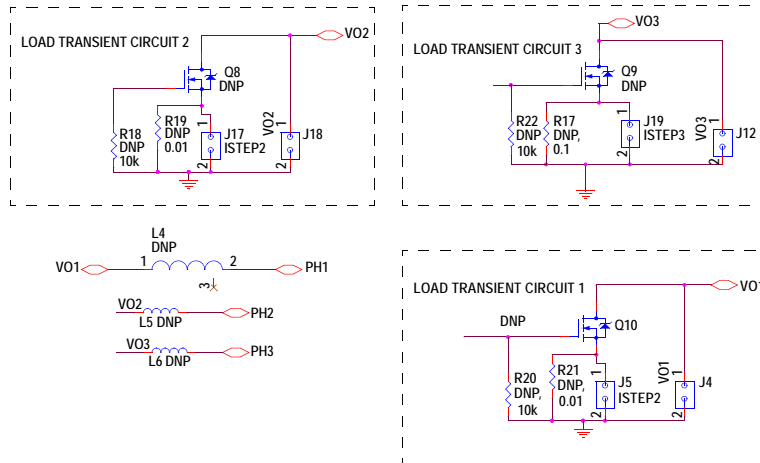 LOAD TRANSIENT CIRCUIT 2
VO2
Q8
DNP
R18
DNP
10k
R19
DNP
0.01
1
J17
ISTEP2
2
VO2
1
J18
2
LOAD TRANSIENT CIRCUIT 3
VO3
Q9
DNP
R22
DNP
10k
R17
DNP,
0.1
1
J19
ISTEP3
2
VO3
1
J12
2
L4
DNP
VO1
1
2
PH1
3
VO2
L5 DNP
PH2
VO3
L6 DNP
PH3
LOAD TRANSIENT CIRCUIT 1
VO1
DNP
Q10
R20
DNP,
10k
R21
DNP,
0.01
1
J5
ISTEP2
2
VO1
1
J4
2